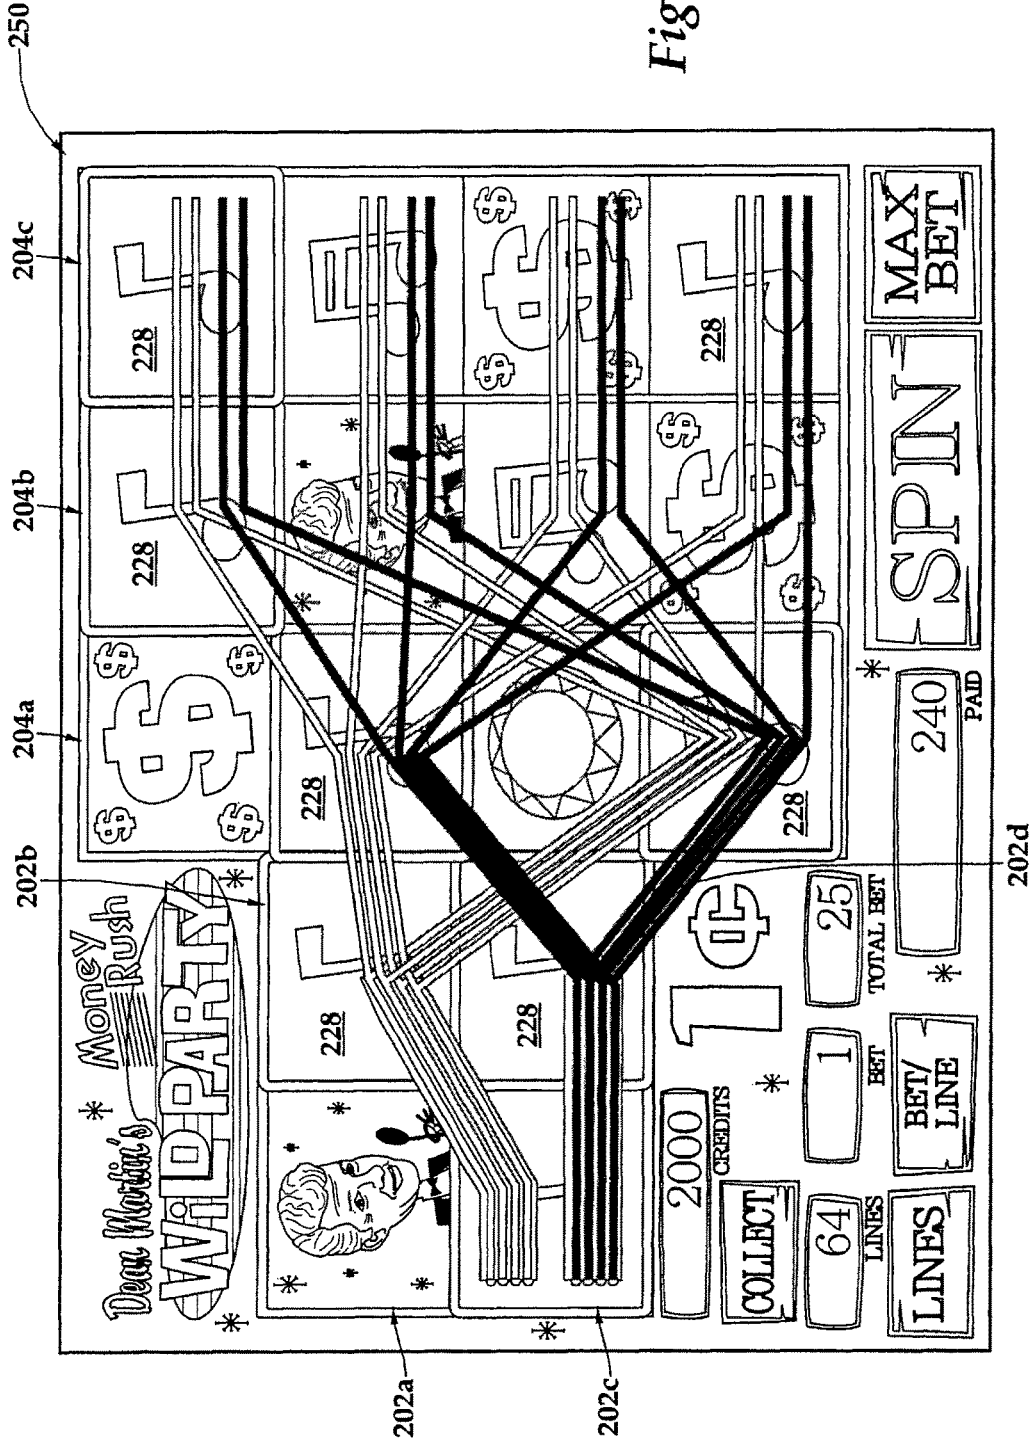 250
Fig
204c
204b
204a
202b
202d
202a
202c
Dean Martin's
WILD PARTY
Money
Rush
228
228
228
228
228
228
$
1¢
2000
CREDITS
COLLECT
64
LINES
1
BET
25
TOTAL BET
240
PAID
LINES
BET/
LINE
SPIN
MAX
BET